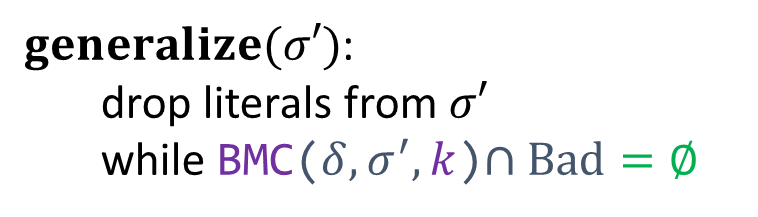 generalize(σ′):
drop literals from σ′
while BMC(δ, σ′, k)∩ Bad = ∅